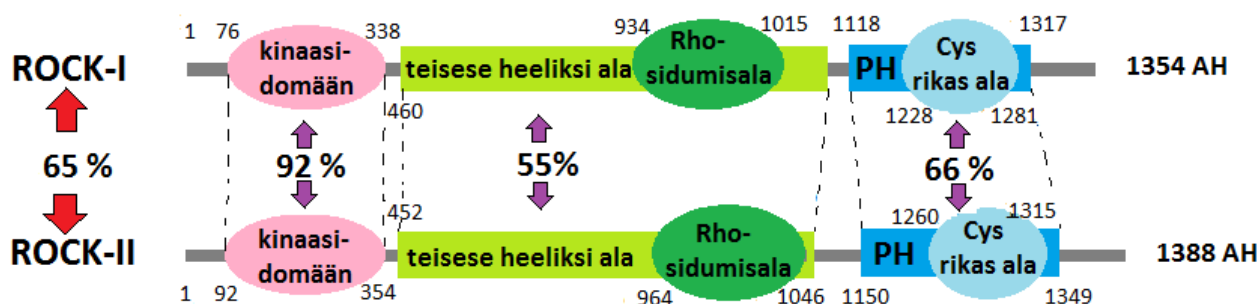 1 76 338 934 1015 1118 1317
ROCK-I
kinaasi-
domään
teisese heeliksi ala
Rho-
sidumisala
PH
Cys
rikas ala
1354 AH
460 1228 1281
65 %
92 %
55%
66 %
452 1260 1315
ROCK-II
kinaasi-
domään
teisese heeliksi ala
Rho-
sidumisala
PH
Cys
rikas ala
1388 AH
1 92 354 964 1046 1150 1349